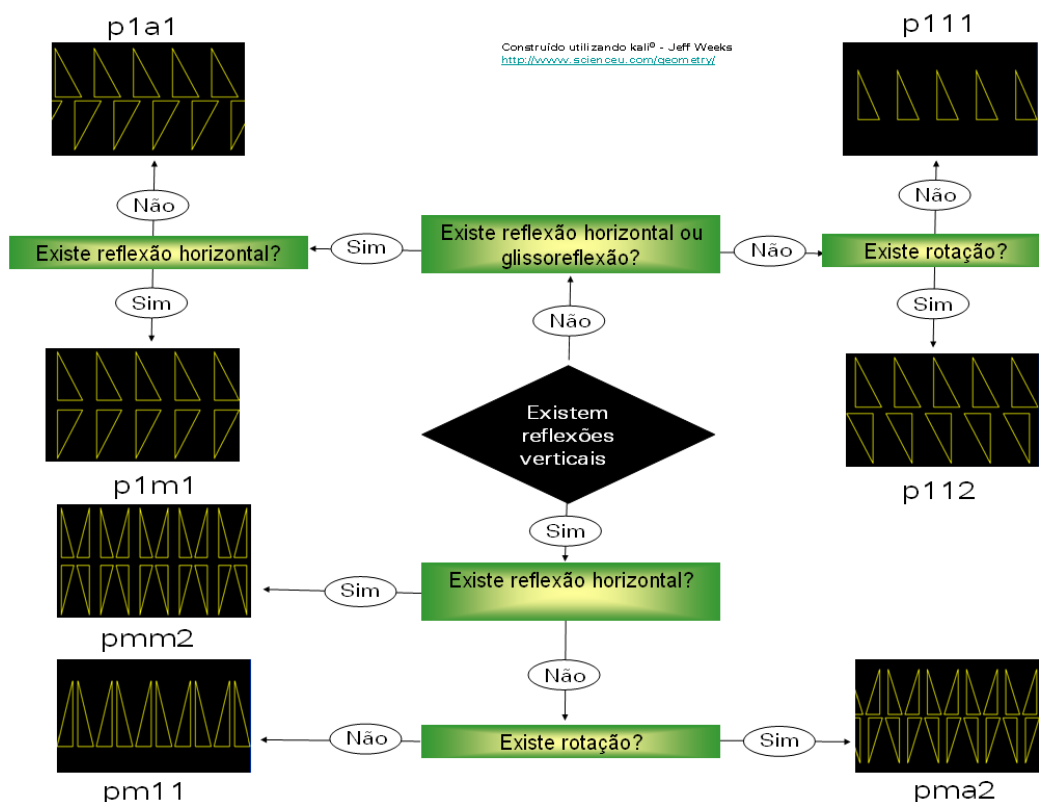 p1a1
Construído utilizando kali⁰ - Jeff Weeks
http://www.scienceu.com/geometry/
p111
Não
Não
Existe reflexão horizontal?
Sim
Existe reflexão horizontal ou
glissoreflexão?
Não
Existe rotação?
Sim
Não
Sim
Existem
reflexões
verticais
p1m1
p112
Sim
Existe reflexão horizontal?
Sim
pmm2
Não
Não
Existe rotação?
Sim
pm11
pma2